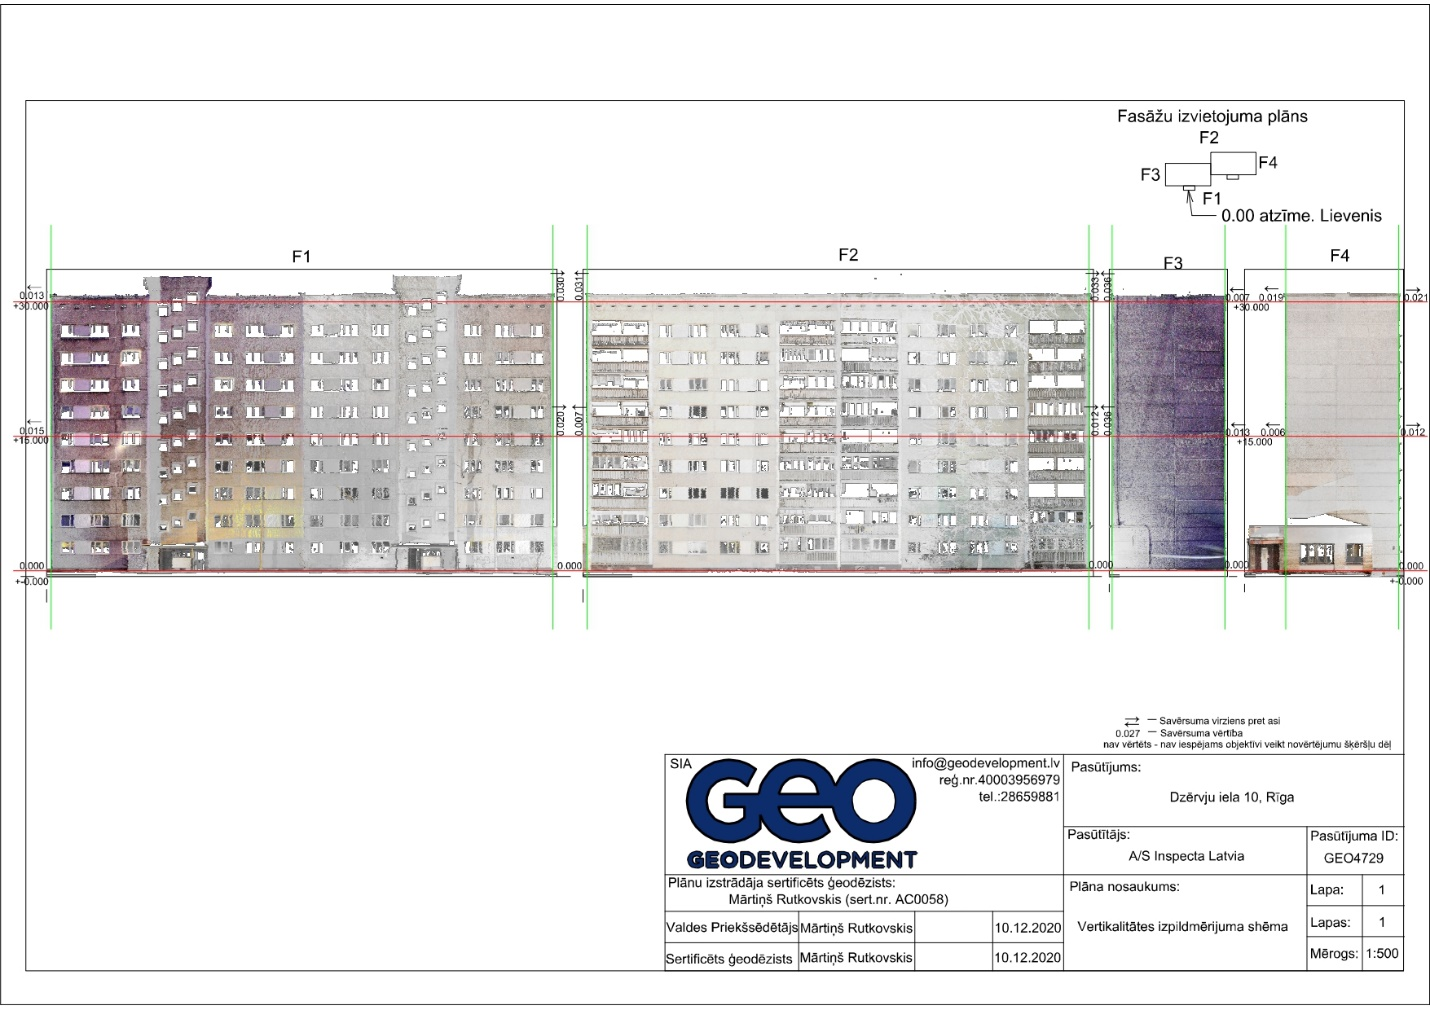 Fasāžu izvietojuma plāns
F2
F3
F4
F1
0.00 atzīme. Lievenis
F1
F2
F3
F4
0.013
+30.000
0.030
0.031
0.033
0.036
0.007
+30.000
0.019
0.021
0.015
+15.000
0.020
0.007
0.012
0.036
0.013
+15.000
0.006
0.012
0.000
+-0.000
0.000
0.000
0.000
0.000
+-0.000
Savērsuma virziens pret asi
0.027 – Savērsuma vērtība
nav vērtēts - nav iespējams objektīvi veikt novērtējumu šķēršļu dēļ
SIA
GEO
GEODEVELOPMENT
info@geodevelopment.lv
reģ.nr.40003956979
tel.:28659881
Pasūtījums:
Dzērvju iela 10, Rīga
Pasūtītājs:
A/S Inspecta Latvia
Pasūtījuma ID:
GEO4729
Plānu izstrādāja sertificēts ģeodēzists:
Mārtiņš Rutkovskis (sert.nr. AC0058)
Plāna nosaukums:
Vertikalitātes izpildmērijuma shēma
Lapa: 1
Lapas: 1
Mērogs: 1:500
Valdes Priekšsēdētājs Mārtiņš Rutkovskis 10.12.2020
Sertificēts ģeodēzists Mārtiņš Rutkovskis 10.12.2020